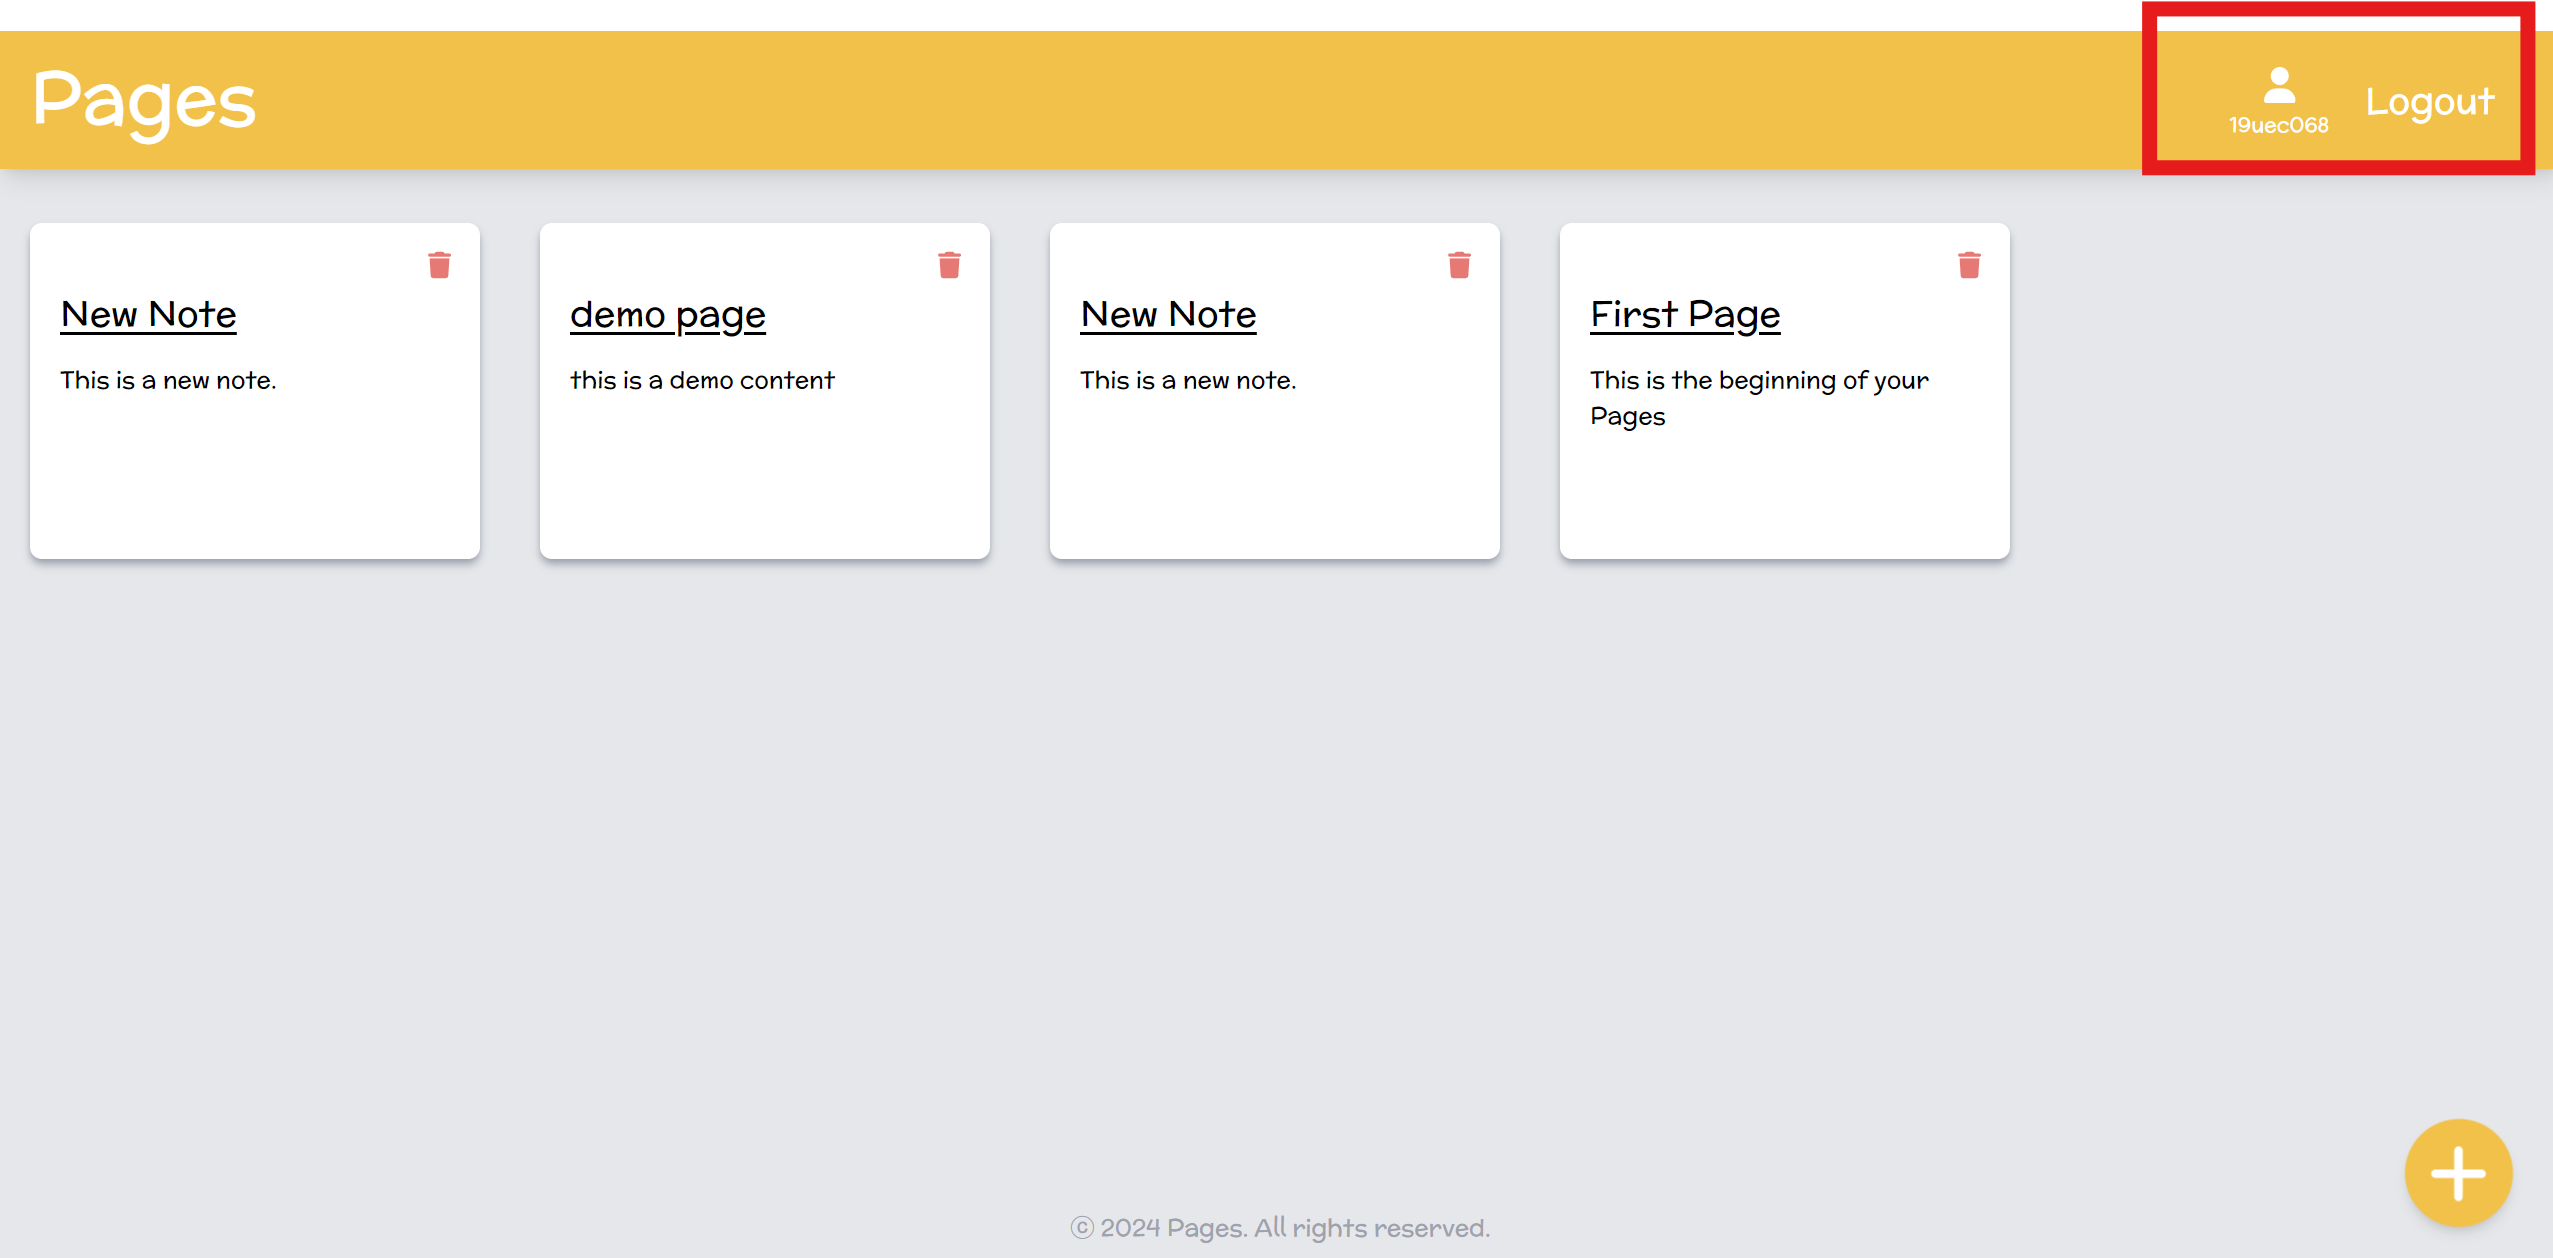 Pages
19uec068
Logout
New Note
This is a new note.
demo page
this is a demo content
New Note
This is a new note.
First Page
This is the beginning of your
Pages
© 2024 Pages. All rights reserved.